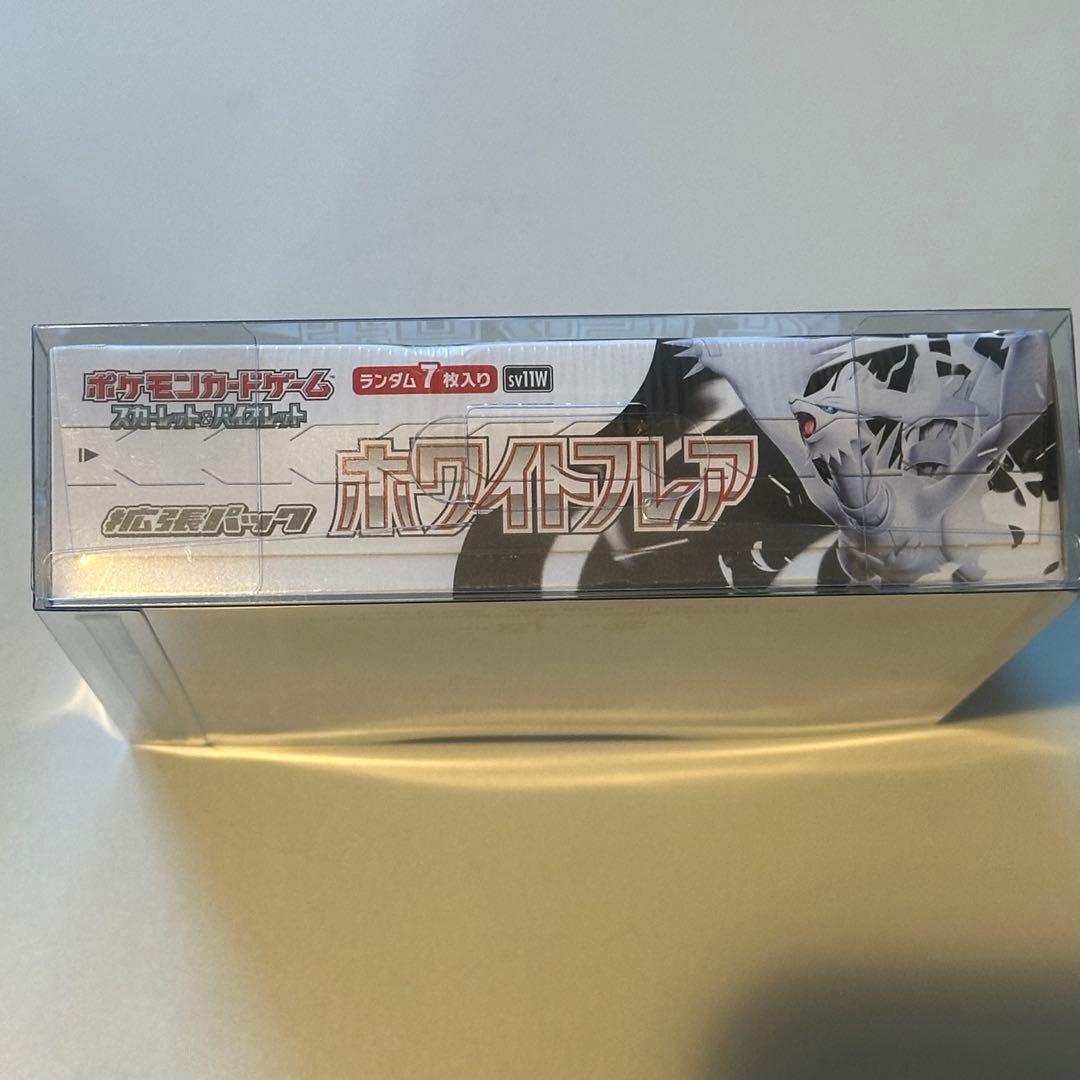 ポケモンカードゲーム
スカーレット&バイオレット
ランダム7枚入り
sv11W
拡張パック
ホワイトフレア